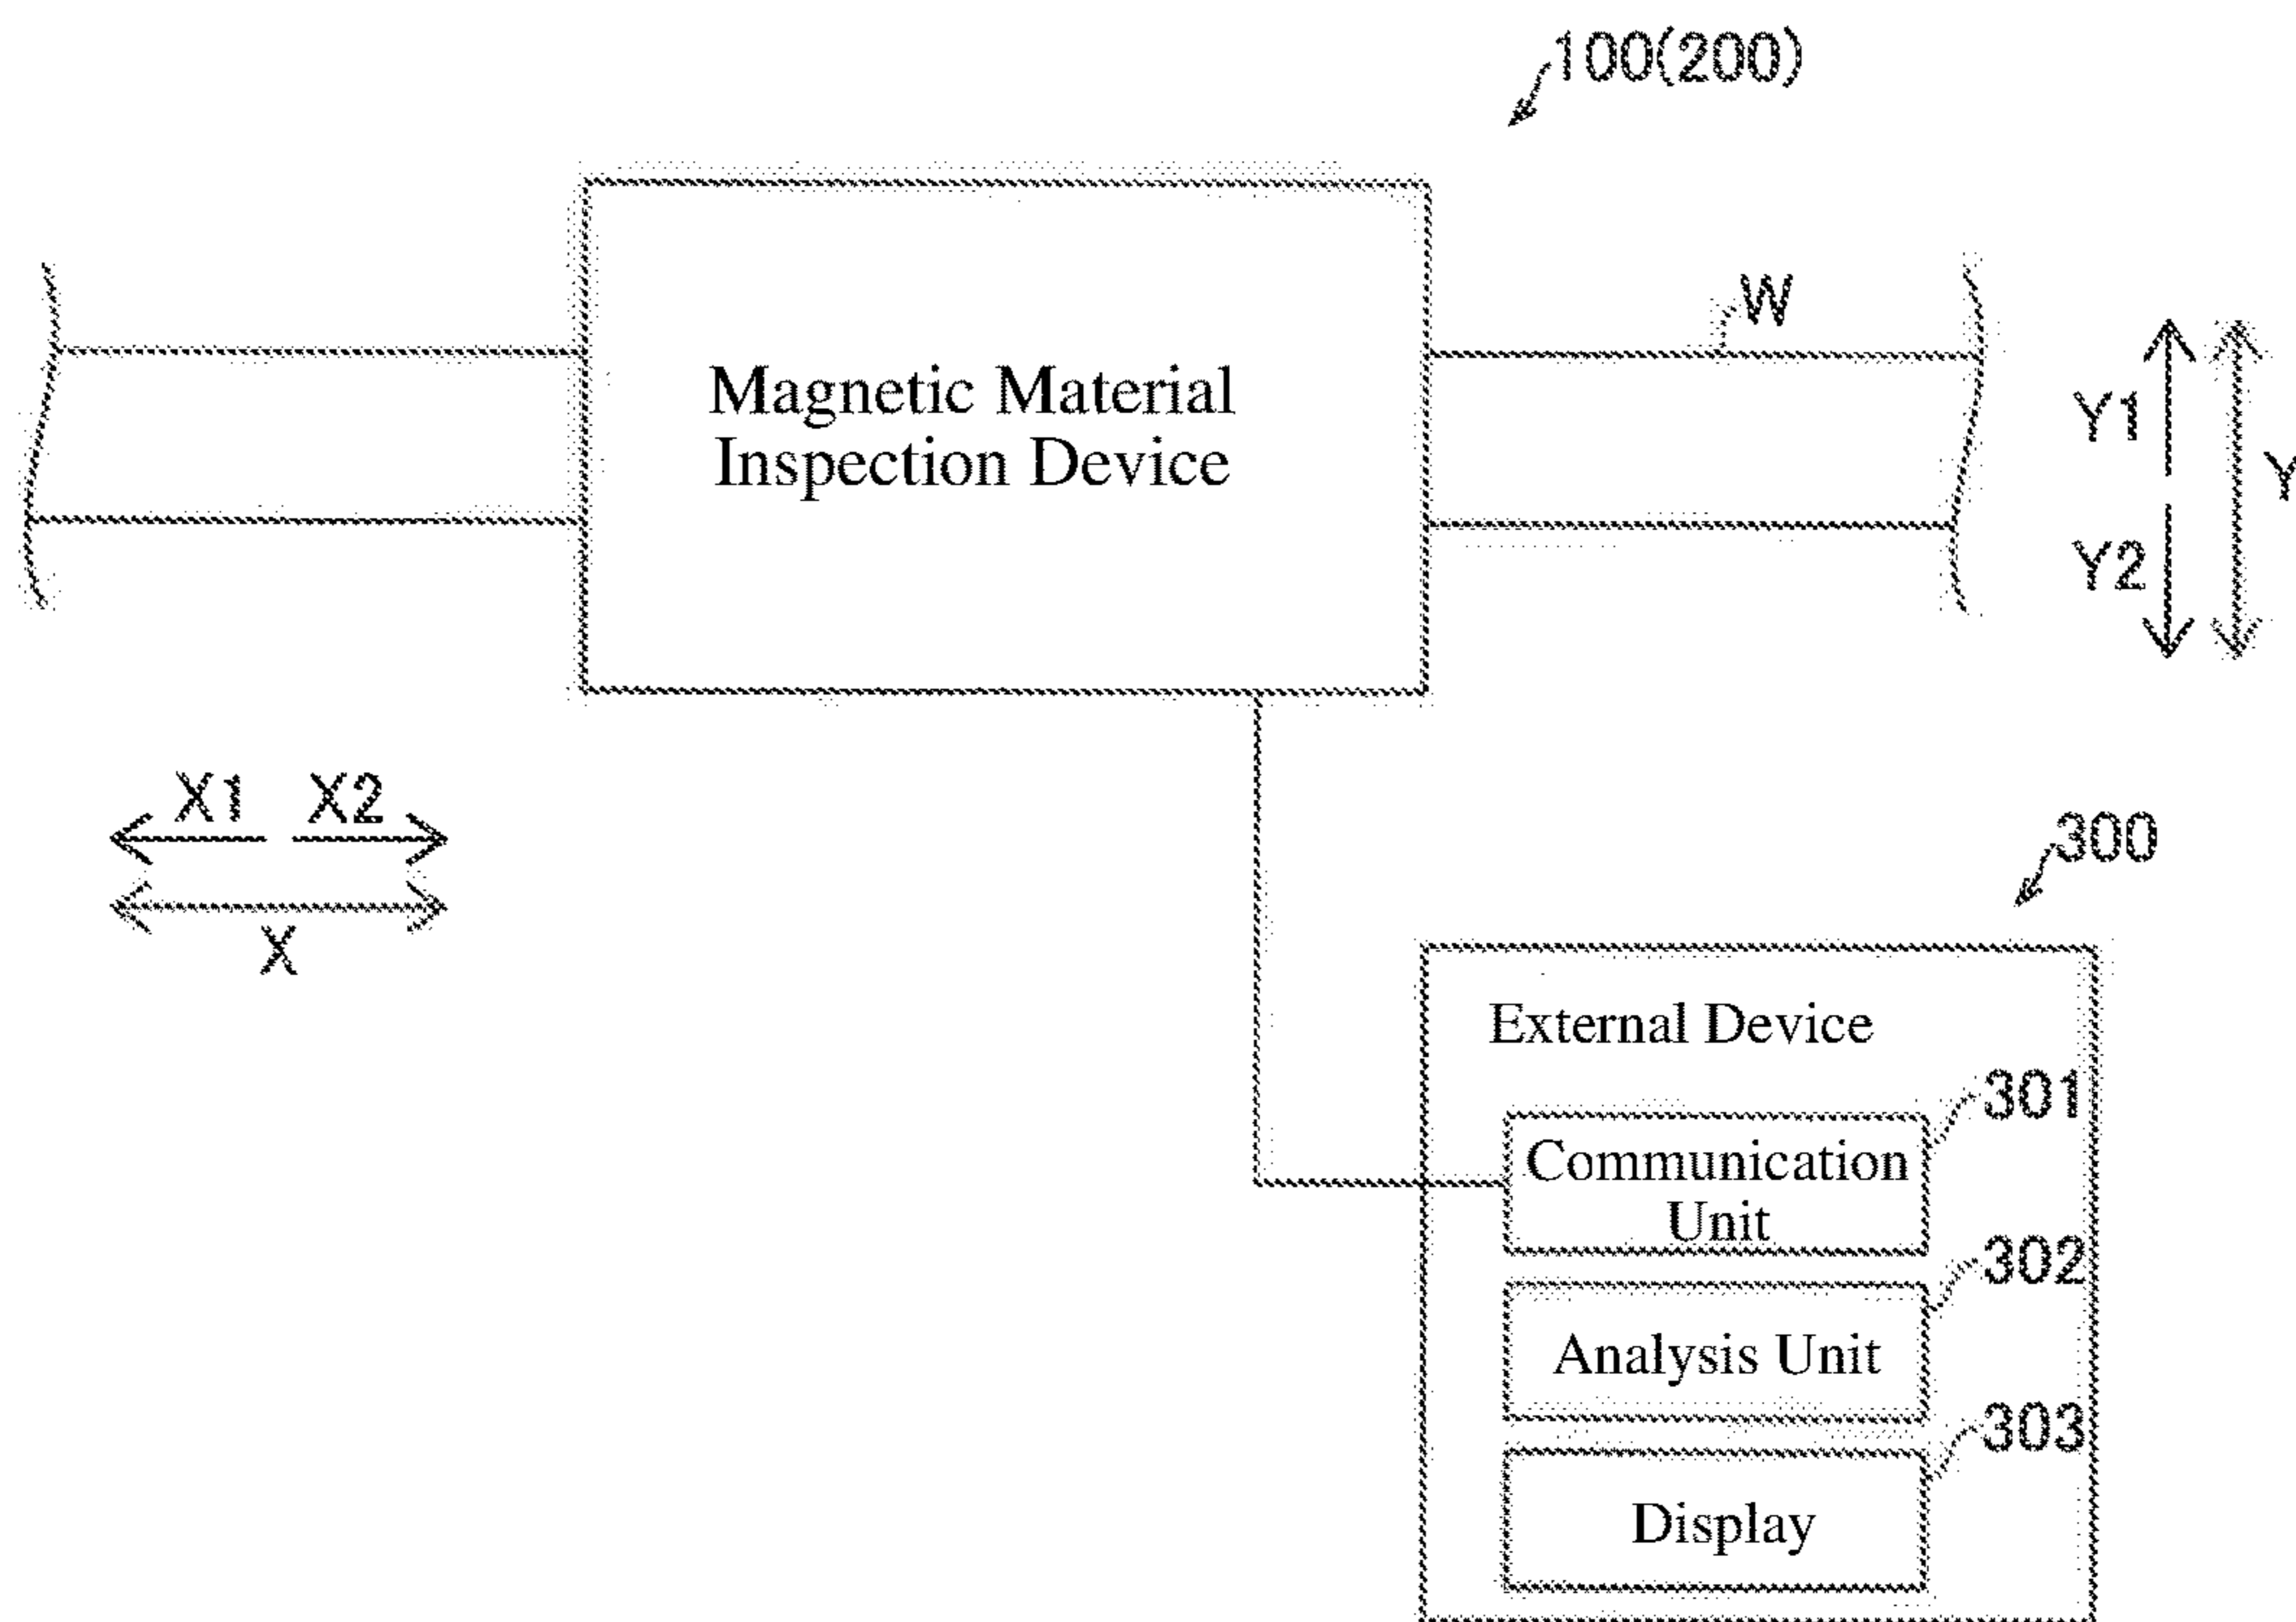 100(200)
W
Magnetic Material
Inspection Device
Y1
Y
Y2
X1 X2
X
300
External Device
301
Communication
Unit
302
Analysis Unit
303
Display